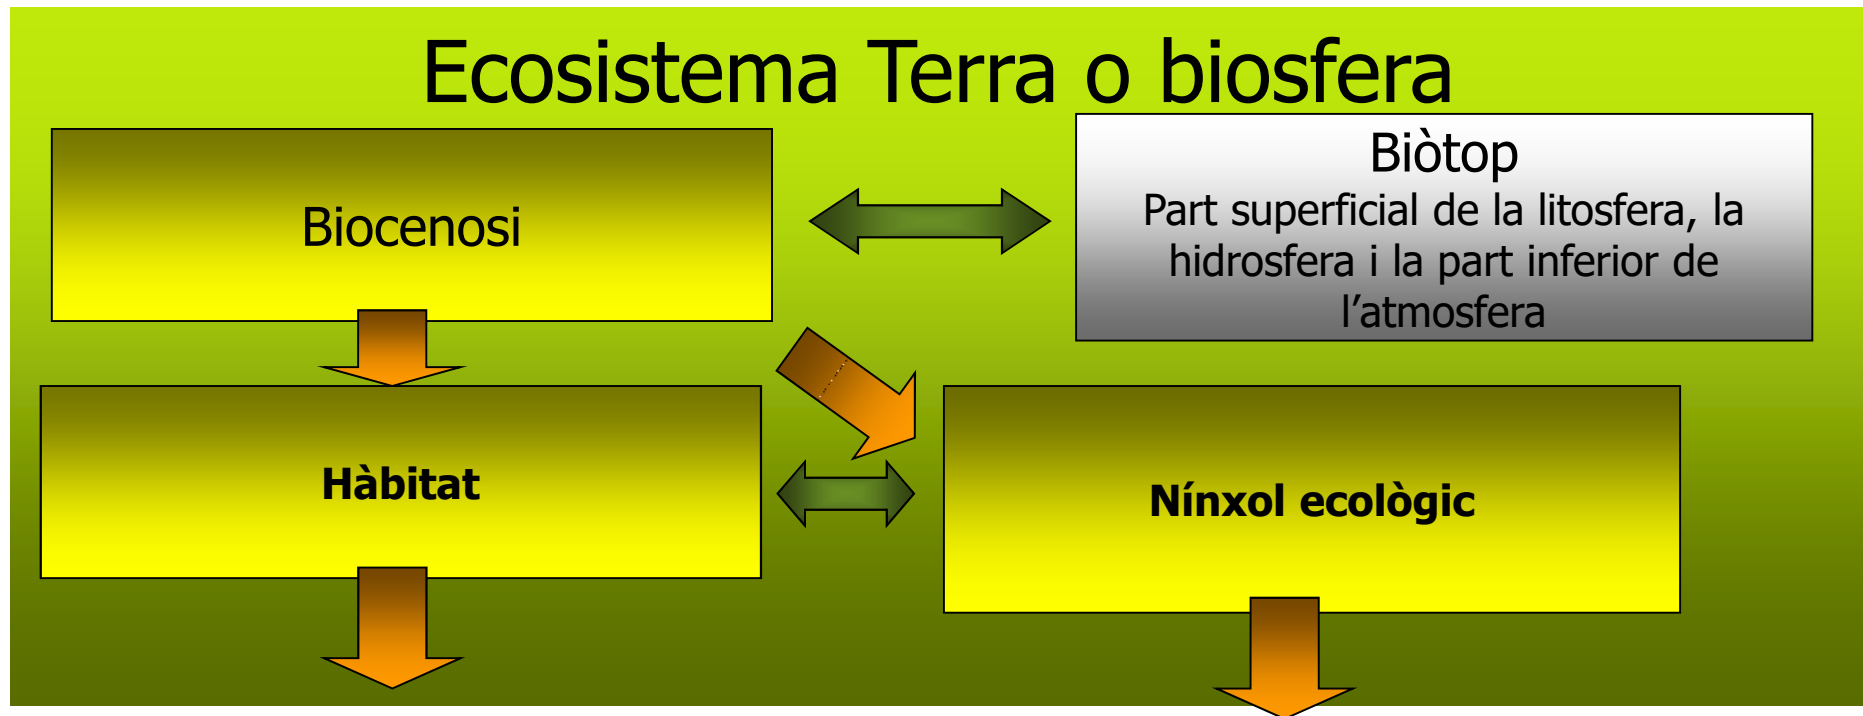 Ecosistema Terra o biosfera
Biocenosi
Biòtop
Part superficial de la litosfera, la
hidrosfera i la part inferior de
l’atmosfera
Hàbitat
Nínxol ecològic